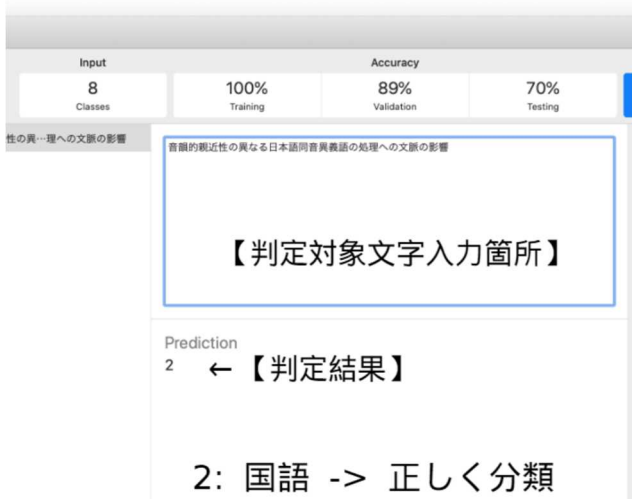 Input
Accuracy
8
Classes
100%
Training
89%
Validation
70%
Testing
性の異…理への文脈の影響
音韻的親近性の異なる日本語同音異義語の処理への文脈の影響
【判定対象文字入力箇所】
Prediction
2 ←【判定結果】
2: 国語 -> 正しく分類